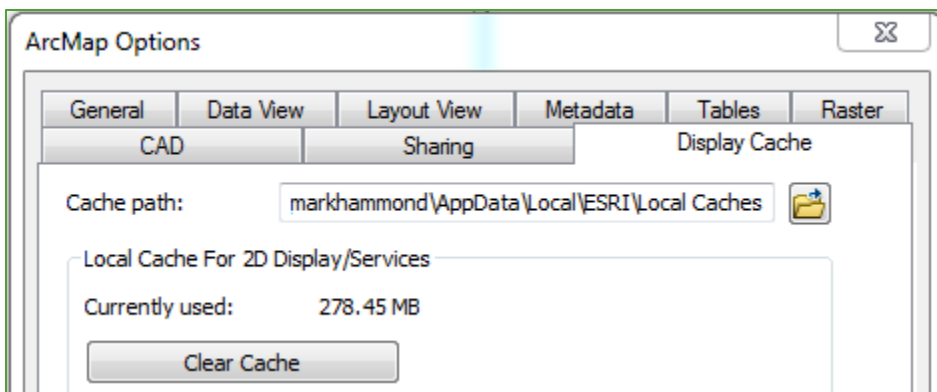 ArcMap Options
General Data View Layout View Metadata Tables Raster
CAD Sharing Display Cache
Cache path: markhammond\AppData\Local\ESRI\Local Caches
Local Cache For 2D Display/Services
Currently used: 278.45 MB
Clear Cache